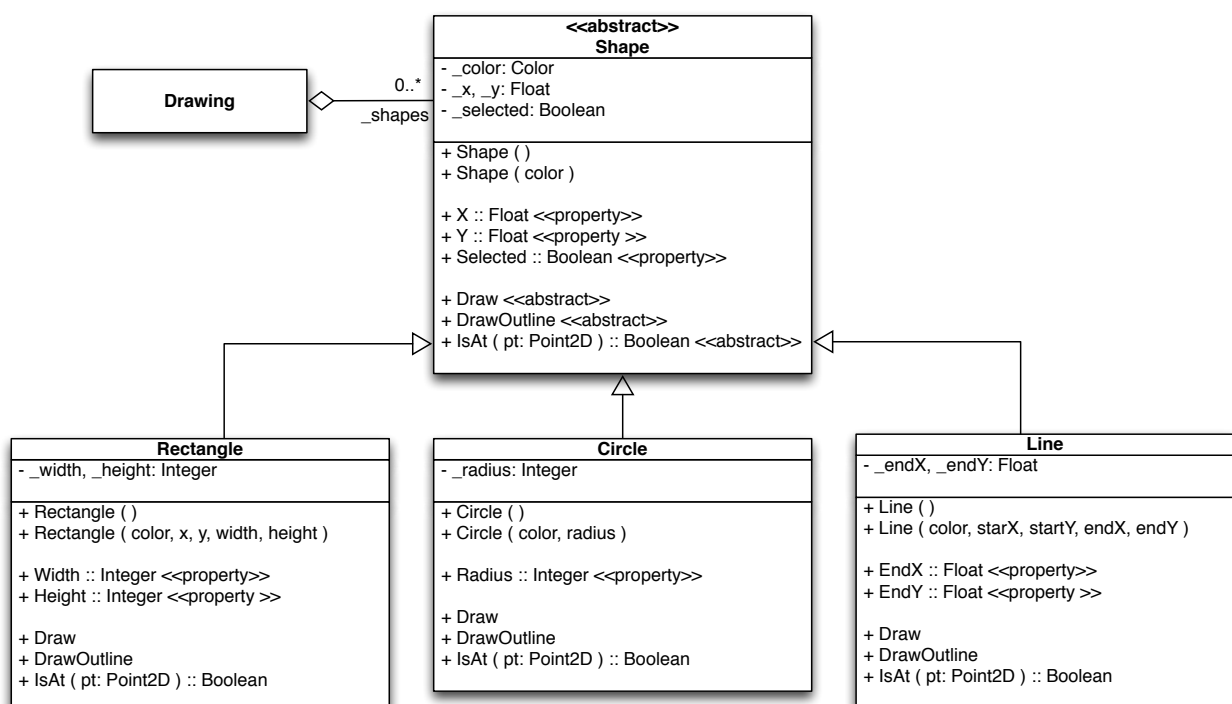 <<abstract>>
Shape
- _color: Color
- _x, _y: Float
- _selected: Boolean
+ Shape ( )
+ Shape ( color )
+ X :: Float <<property>>
+ Y :: Float <<property >>
+ Selected :: Boolean <<property>>
+ Draw <<abstract>>
+ DrawOutline <<abstract>>
+ IsAt ( pt: Point2D ) :: Boolean <<abstract>>
Drawing
0..*
_shapes
Rectangle
- _width, _height: Integer
+ Rectangle ( )
+ Rectangle ( color, x, y, width, height )
+ Width :: Integer <<property>>
+ Height :: Integer <<property >>
+ Draw
+ DrawOutline
+ IsAt ( pt: Point2D ) :: Boolean
Circle
- _radius: Integer
+ Circle ( )
+ Circle ( color, radius )
+ Radius :: Integer <<property>>
+ Draw
+ DrawOutline
+ IsAt ( pt: Point2D ) :: Boolean
Line
- _endX, _endY: Float
+ Line ( )
+ Line ( color, starX, startY, endX, endY )
+ EndX :: Float <<property>>
+ EndY :: Float <<property >>
+ Draw
+ DrawOutline
+ IsAt ( pt: Point2D ) :: Boolean